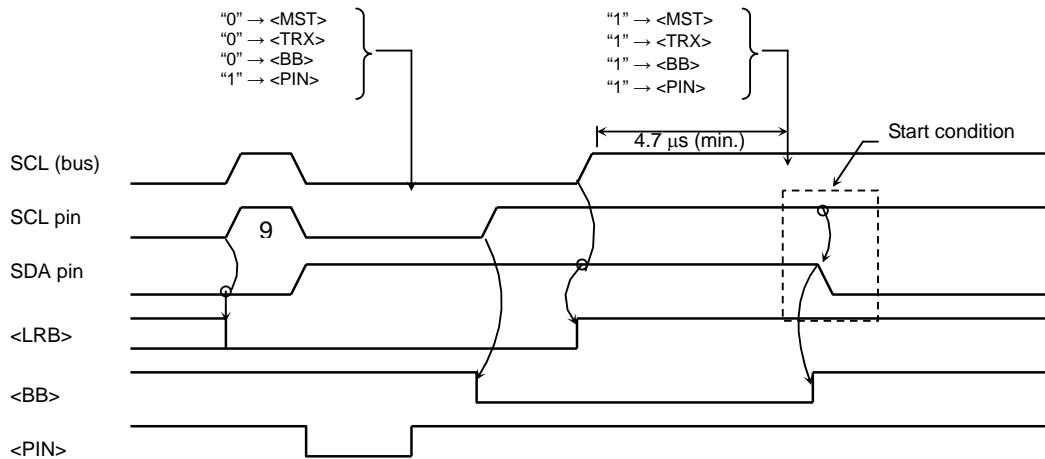 “0” → <MST>
“0” → <TRX>
“0” → <BB>
“1” → <PIN>
“1” → <MST>
“1” → <TRX>
“1” → <BB>
“1” → <PIN>
4.7 μs (min.)
Start condition
SCL (bus)
SCL pin
9
SDA pin
<LRB>
<BB>
<PIN>